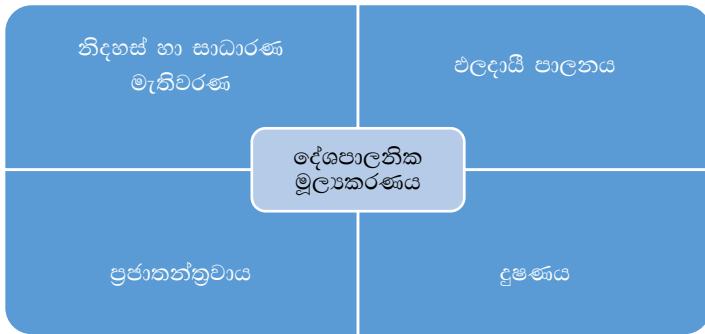 නිදහස් හා සාධාරණ
මැතිවරණ
ඵලදායී පාලනය
දේශපාලනික
මූල්‍යකරණය
ප්‍රජාතන්ත්‍රවාය
දුෂණය